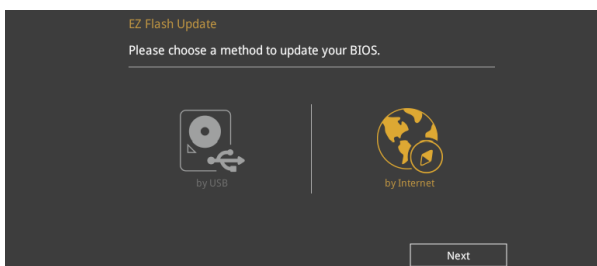 EZ Flash Update
Please choose a method to update your BIOS.
by USB
by Internet
Next